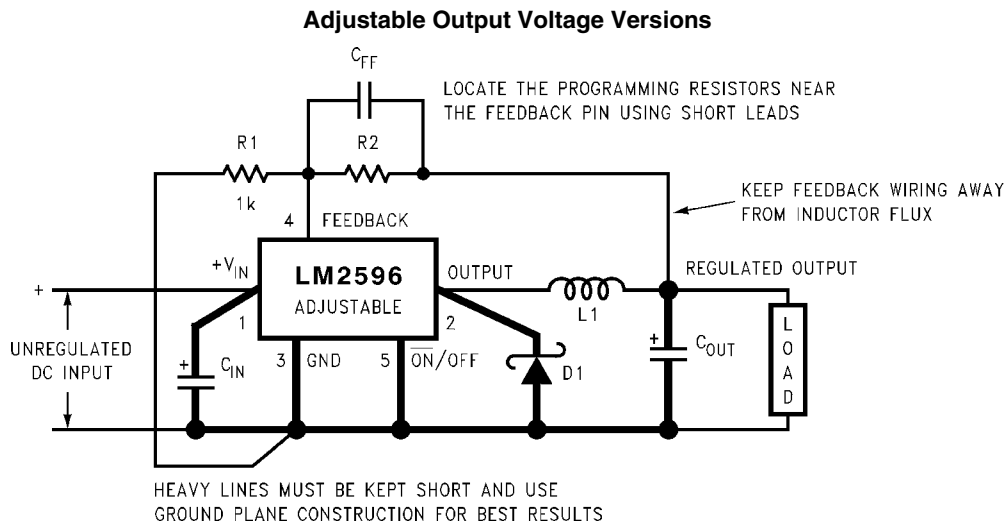 Adjustable Output Voltage Versions
CFF
LOCATE THE PROGRAMMING RESISTORS NEAR
THE FEEDBACK PIN USING SHORT LEADS
R1
R2
1k
KEEP FEEDBACK WIRING AWAY
FROM INDUCTOR FLUX
4
FEEDBACK
+VIN
LM2596
ADJUSTABLE
OUTPUT
REGULATED OUTPUT
+
1
2
L1
UNREGULATED
DC INPUT
+
CIN
3
GND
5
ON/OFF
D1
+
COUT
LOAD
HEAVY LINES MUST BE KEPT SHORT AND USE
GROUND PLANE CONSTRUCTION FOR BEST RESULTS